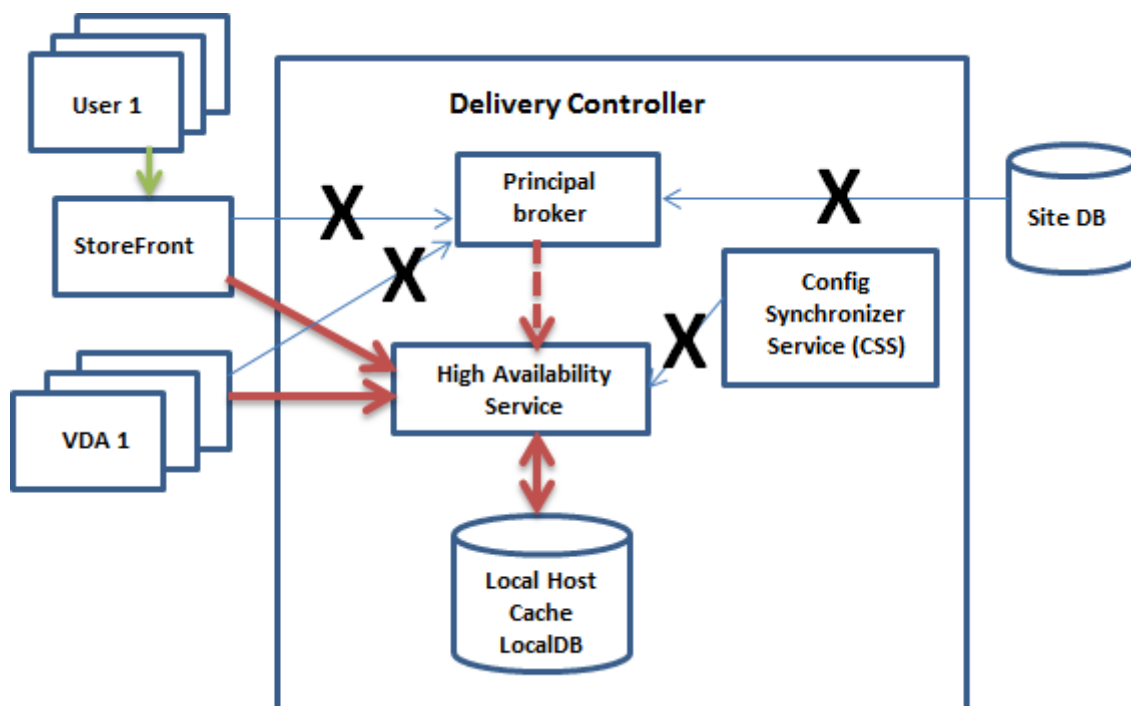 User 1
Delivery Controller
Principal
broker
X
X
StoreFront
Site DB
X
Config
Synchronizer
Service (CSS)
X
High Availability
Service
VDA 1
Local Host
Cache
LocalDB